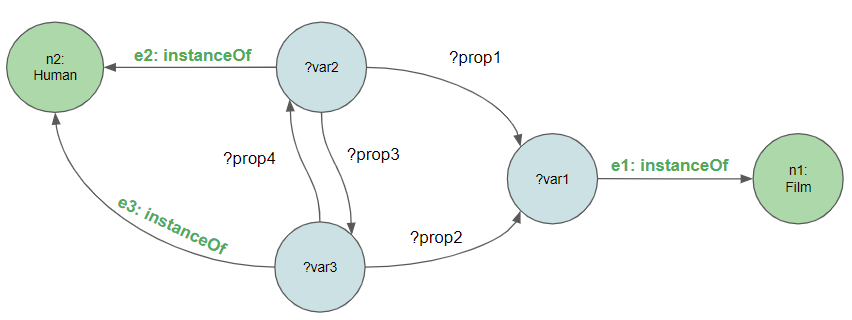 n2:
Human
e2: instanceOf
?var2
?prop1
?prop4
?prop3
?var1
e1: instanceOf
n1:
Film
e3: instanceOf
?var3
?prop2